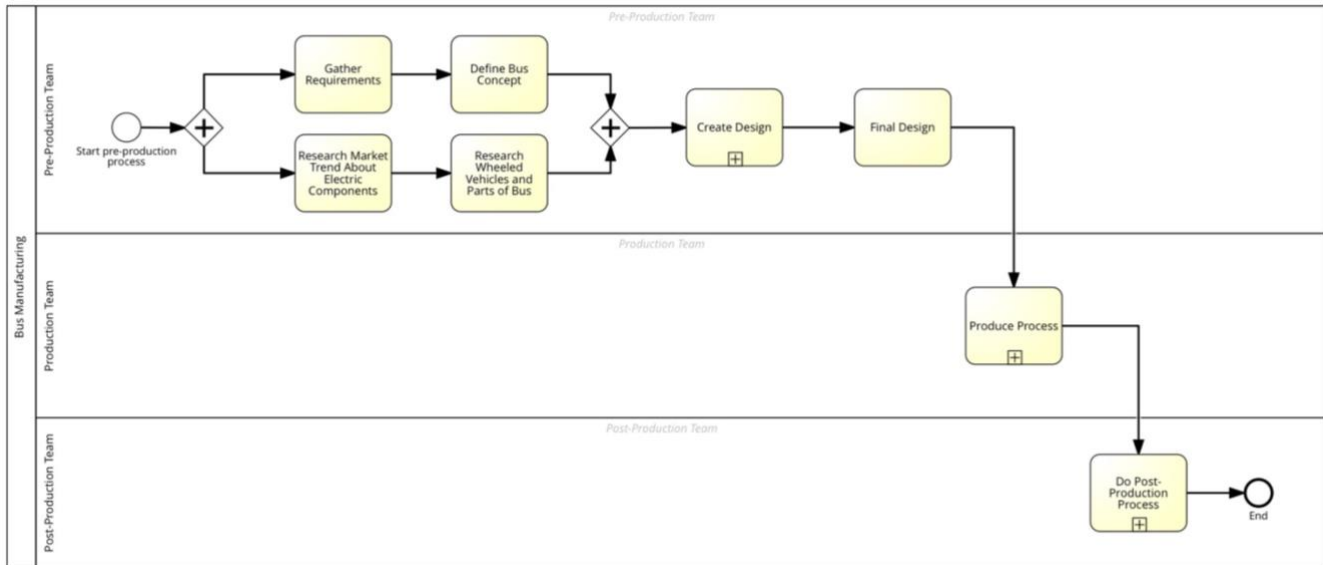 Bus Manufacturing
Pre-Production Team
Pre-Production Team
Start pre-production
process
Gather
Requirements
Define Bus
Concept
Research Market
Trend About
Electric
Components
Research
Wheeled
Vehicles and
Parts of Bus
Create Design
Final Design
Production Team
Production Team
Produce Process
Post-Production Team
Post-Production Team
Do Post-
Production
Process
End